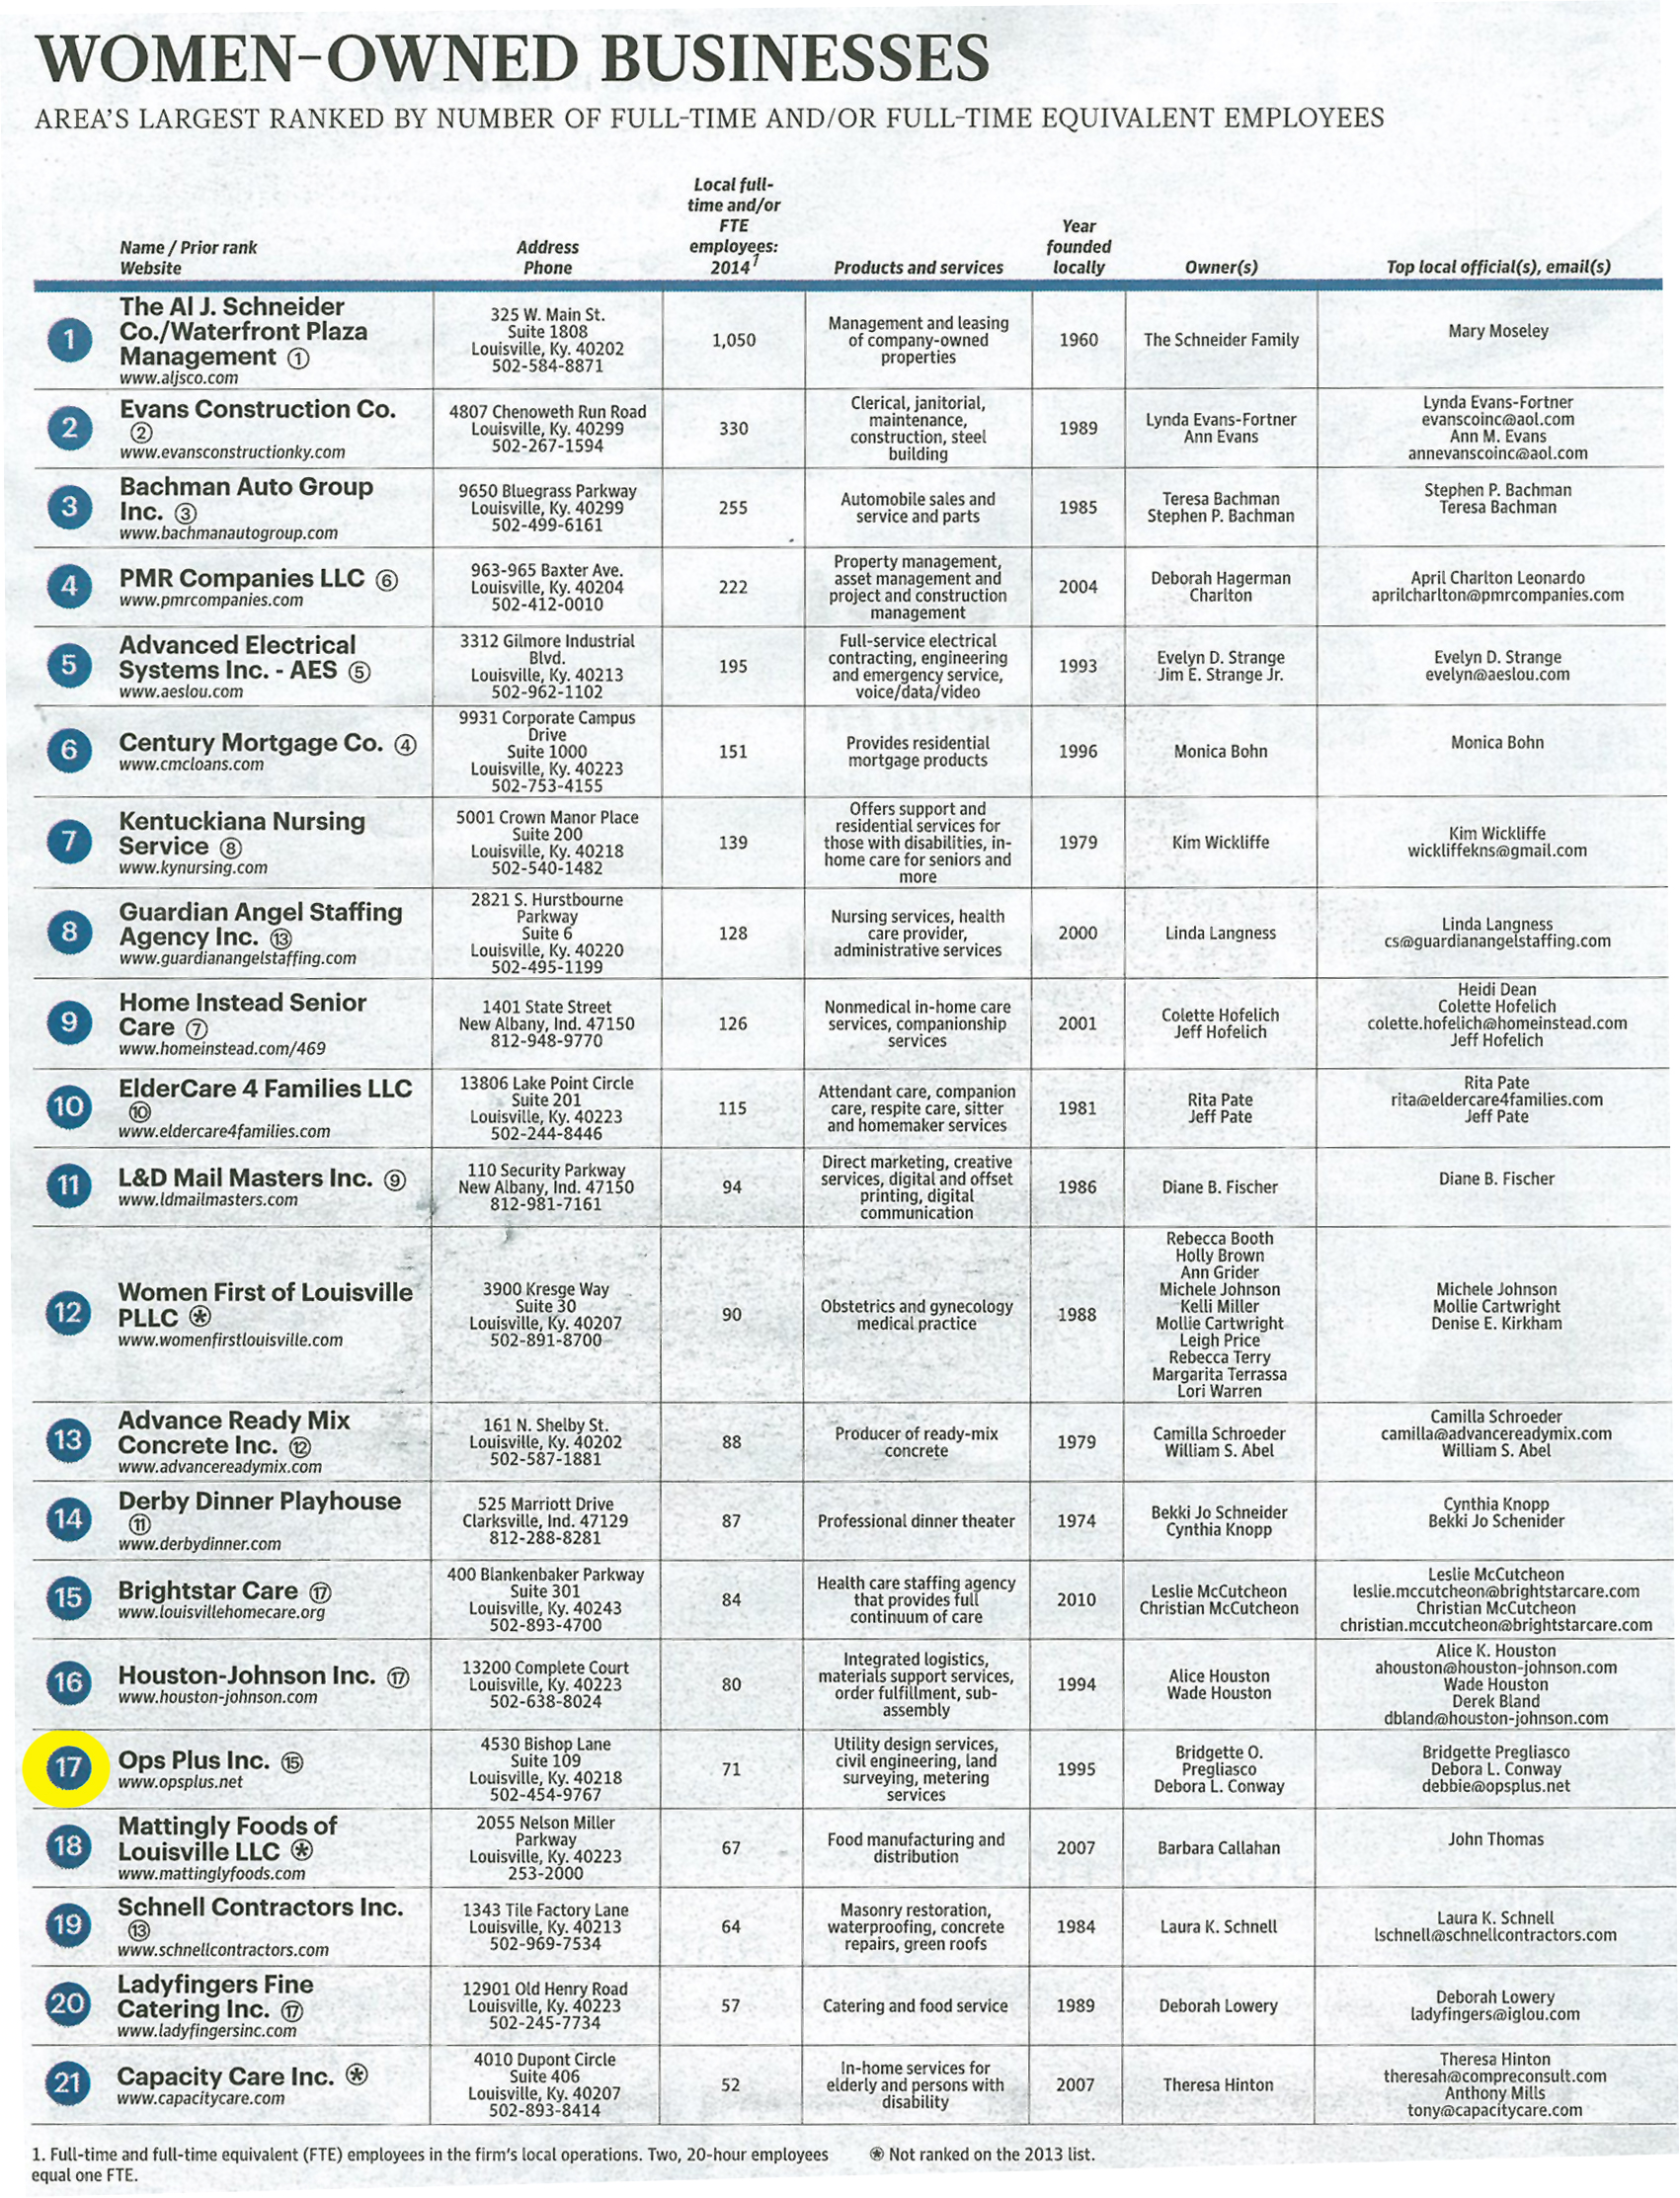 WOMEN-OWNED BUSINESSES
AREA'S LARGEST RANKED BY NUMBER OF FULL-TIME AND/OR FULL-TIME EQUIVALENT EMPLOYEES
Name / Prior rank
Website
Address
Phone
Local full-
time and/or
FTE
employees:
2014¹
Products and services
Year
founded
locally
Owner(s)
Top local official(s), email(s)
1
The Al J. Schneider
Co./Waterfront Plaza
Management ①
www.aljsco.com
325 W. Main St.
Suite 1808
Louisville, Ky. 40202
502-584-8871
1,050
Management and leasing
of company-owned
properties
1960
The Schneider Family
Mary Moseley
2
Evans Construction Co.
②
www.evansconstructionky.com
4807 Chenoweth Run Road
Louisville, Ky. 40299
502-267-1594
330
Clerical, janitorial,
maintenance,
construction, steel
building
1989
Lynda Evans-Fortner
Ann Evans
Lynda Evans-Fortner
evanscoinc@aol.com
Ann M. Evans
annevanscoinc@aol.com
3
Bachman Auto Group
Inc. ③
www.bachmanautogroup.com
9650 Bluegrass Parkway
Louisville, Ky. 40299
502-499-6161
255
Automobile sales and
service and parts
1985
Teresa Bachman
Stephen P. Bachman
Stephen P. Bachman
Teresa Bachman
4
PMR Companies LLC ⑥
www.pmrcompanies.com
963-965 Baxter Ave.
Louisville, Ky. 40204
502-412-0010
222
Property management,
asset management and
project and construction
management
2004
Deborah Hagerman
Charlton
April Charlton Leonardo
aprilcharlton@pmrcompanies.com
5
Advanced Electrical
Systems Inc. - AES ⑤
www.aeslou.com
3312 Gilmore Industrial
Blvd.
Louisville, Ky. 40213
502-962-1102
195
Full-service electrical
contracting, engineering
and emergency service,
voice/data/video
1993
Evelyn D. Strange
Jim E. Strange Jr.
Evelyn D. Strange
evelyn@aeslou.com
6
Century Mortgage Co. ④
www.cmcloans.com
9931 Corporate Campus
Drive
Suite 1000
Louisville, Ky. 40223
502-753-4155
151
Provides residential
mortgage products
1996
Monica Bohn
Monica Bohn
7
Kentuckiana Nursing
Service ⑧
www.kynursing.com
5001 Crown Manor Place
Suite 200
Louisville, Ky. 40218
502-540-1482
139
Offers support and
residential services for
those with disabilities, in-
home care for seniors and
more
1979
Kim Wickliffe
Kim Wickliffe
wickliffekns@gmail.com
8
Guardian Angel Staffing
Agency Inc. ⑬
www.guardianangelstaffing.com
2821 S. Hurstbourne
Parkway
Suite 6
Louisville, Ky. 40220
502-495-1199
128
Nursing services, health
care provider,
administrative services
2000
Linda Langness
Linda Langness
cs@guardianangelstaffing.com
9
Home Instead Senior
Care ⑦
www.homeinstead.com/469
1401 State Street
New Albany, Ind. 47150
812-948-9770
126
Nonmedical in-home care
services, companionship
services
2001
Colette Hofelich
Jeff Hofelich
Heidi Dean
Colette Hofelich
colette.hofelich@homeinstead.com
Jeff Hofelich
10
ElderCare 4 Families LLC
⑩
www.eldercare4families.com
13806 Lake Point Circle
Suite 201
Louisville, Ky. 40223
502-244-8446
115
Attendant care, companion
care, respite care, sitter
and homemaker services
1981
Rita Pate
Jeff Pate
Rita Pate
rita@eldercare4families.com
Jeff Pate
11
L&D Mail Masters Inc. ⑨
www.ldmailmasters.com
110 Security Parkway
New Albany, Ind. 47150
812-981-7161
94
Direct marketing, creative
services, digital and offset
printing, digital
communication
1986
Diane B. Fischer
Diane B. Fischer
12
Women First of Louisville
PLLC ⊛
www.womenfirstlouisville.com
3900 Kresge Way
Suite 30
Louisville, Ky. 40207
502-891-8700
90
Obstetrics and gynecology
medical practice
1988
Rebecca Booth
Holly Brown
Ann Grider
Michele Johnson
Kelli Miller
Mollie Cartwright
Leigh Price
Rebecca Terry
Margarita Terrassa
Lori Warren
Michele Johnson
Mollie Cartwright
Denise E. Kirkham
13
Advance Ready Mix
Concrete Inc. ⑫
www.advancereadymix.com
161 N. Shelby St.
Louisville, Ky. 40202
502-587-1881
88
Producer of ready-mix
concrete
1979
Camilla Schroeder
William S. Abel
Camilla Schroeder
camilla@advancereadymix.com
William S. Abel
14
Derby Dinner Playhouse
⑪
www.derbydinner.com
525 Marriott Drive
Clarksville, Ind. 47129
812-288-8281
87
Professional dinner theater
1974
Bekki Jo Schneider
Cynthia Knopp
Cynthia Knopp
Bekki Jo Schenider
15
Brightstar Care ⑰
www.louisvillehomecare.org
400 Blankenbaker Parkway
Suite 301
Louisville, Ky. 40243
502-893-4700
84
Health care staffing agency
that provides full
continuum of care
2010
Leslie McCutcheon
Christian McCutcheon
Leslie McCutcheon
leslie.mccutcheon@brightstarcare.com
Christian McCutcheon
christian.mccutcheon@brightstarcare.com
16
Houston-Johnson Inc. ⑰
www.houston-johnson.com
13200 Complete Court
Louisville, Ky. 40223
502-638-8024
80
Integrated logistics,
materials support services,
order fulfillment, sub-
assembly
1994
Alice Houston
Wade Houston
Alice K. Houston
ahouston@houston-johnson.com
Wade Houston
Derek Bland
dbland@houston-johnson.com
17
Ops Plus Inc. ⑮
www.opsplus.net
4530 Bishop Lane
Suite 109
Louisville, Ky. 40218
502-454-9767
71
Utility design services,
civil engineering, land
surveying, metering
services
1995
Bridgette O.
Pregliasco
Debora L. Conway
Bridgette Pregliasco
Debora L. Conway
debbie@opsplus.net
18
Mattingly Foods of
Louisville LLC ⊛
www.mattinglyfoods.com
2055 Nelson Miller
Parkway
Louisville, Ky. 40223
253-2000
67
Food manufacturing and
distribution
2007
Barbara Callahan
John Thomas
19
Schnell Contractors Inc.
⑬
www.schnellcontractors.com
1343 Tile Factory Lane
Louisville, Ky. 40213
502-969-7534
64
Masonry restoration,
waterproofing, concrete
repairs, green roofs
1984
Laura K. Schnell
Laura K. Schnell
lschnell@schnellcontractors.com
20
Ladyfingers Fine
Catering Inc. ⑰
www.ladyfingersinc.com
12901 Old Henry Road
Louisville, Ky. 40223
502-245-7734
57
Catering and food service
1989
Deborah Lowery
Deborah Lowery
ladyfingers@iglou.com
21
Capacity Care Inc. ⊛
www.capacitycare.com
4010 Dupont Circle
Suite 406
Louisville, Ky. 40207
502-893-8414
52
In-home services for
elderly and persons with
disability
2007
Theresa Hinton
Theresa Hinton
theresah@compreconsult.com
Anthony Mills
tony@capacitycare.com
1. Full-time and full-time equivalent (FTE) employees in the firm's local operations. Two, 20-hour employees
equal one FTE.
⊛ Not ranked on the 2013 list.